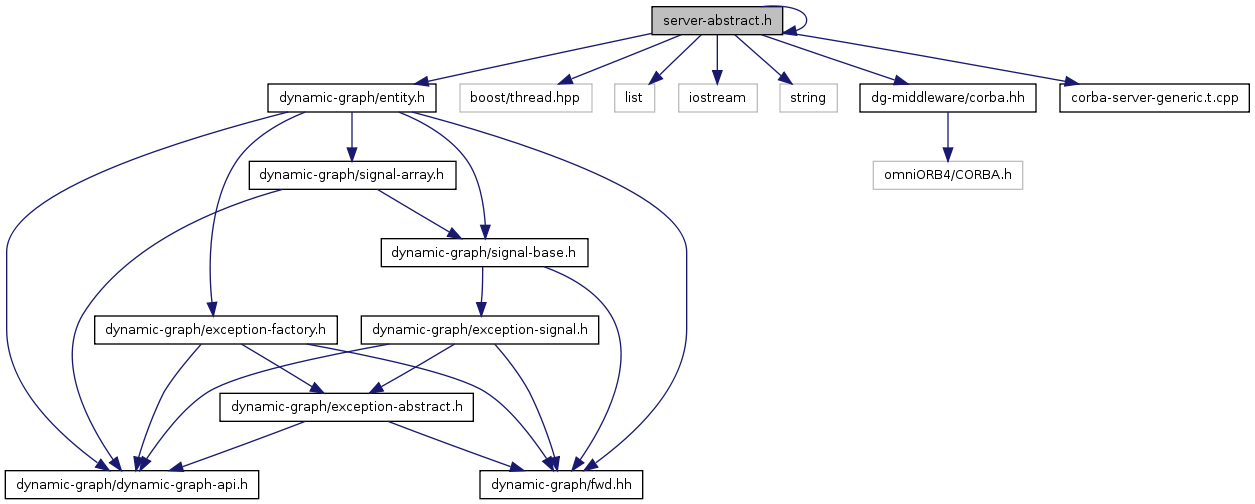 server-abstract.h
dynamic-graph/entity.h
boost/thread.hpp
list
iostream
string
dg-middleware/corba.hh
corba-server-generic.t.cpp
dynamic-graph/signal-array.h
omniORB4/CORBA.h
dynamic-graph/signal-base.h
dynamic-graph/exception-factory.h
dynamic-graph/exception-signal.h
dynamic-graph/exception-abstract.h
dynamic-graph/dynamic-graph-api.h
dynamic-graph/fwd.hh